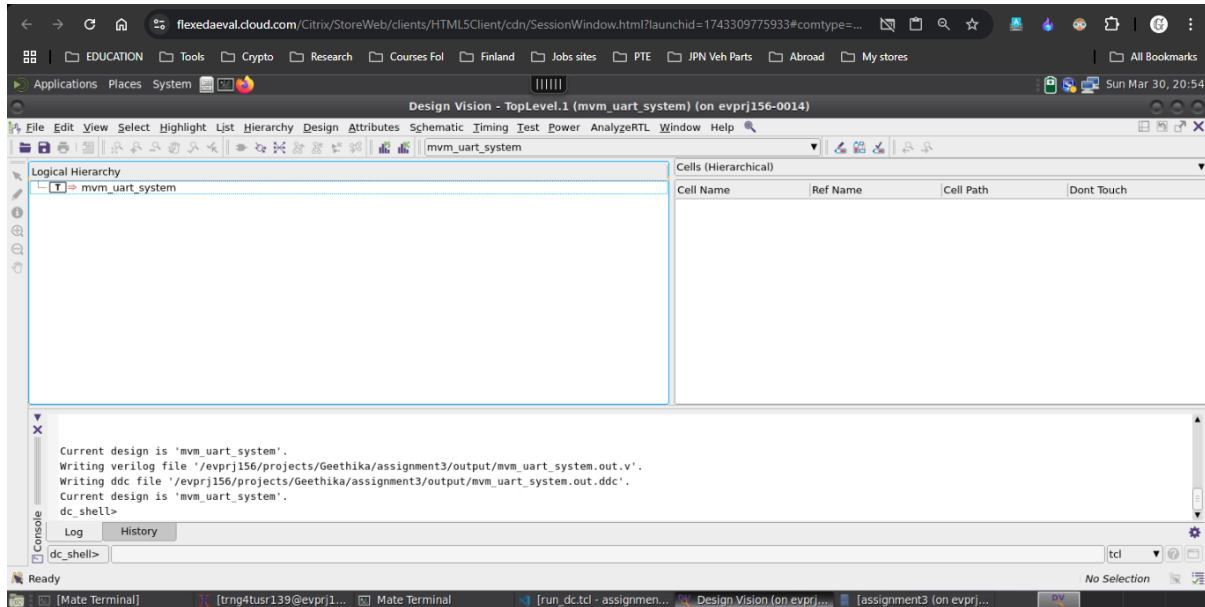 flexedaeval.cloud.com/Citrix/StoreWeb/clients/HTML5Client/cdn/SessionWindow.html?launchid=1743309775933#comtype=...
G
EDUCATION Tools Crypto Research Courses Fol Finland Jobs sites PTE JPN Veh Parts Abroad My stores All Bookmarks
Applications Places System Sun Mar 30, 20:54
Design Vision - TopLevel.1 (mvm_uart_system) (on evprj156-0014)
File Edit View Select Highlight List Hierarchy Design Attributes Schematic Timing Test Power AnalyzeRTL Window Help
mvm_uart_system
Logical Hierarchy
T mvm_uart_system
Cells (Hierarchical)
Cell Name Ref Name Cell Path Dont Touch
Current design is 'mvm_uart_system'.
Writing verilog file '/evprj156/projects/Geethika/assignment3/output/mvm_uart_system.out.v'.
Writing ddc file '/evprj156/projects/Geethika/assignment3/output/mvm_uart_system.out.ddc'.
Current design is 'mvm_uart_system'.
dc_shell>
Console
Log History
dc_shell> tcl
Ready No Selection
[Mate Terminal] [trng4tusr139@evprj1... Mate Terminal [run_dc.tcl - assignmen... Design Vision (on evprj... [assignment3 (on evprj... DV